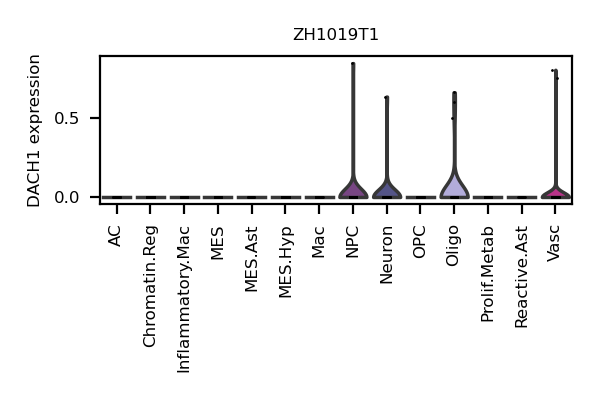 ZH1019T1
DACH1 expression
0.5
0.0
AC
Chromatin.Reg
Inflammatory.Mac
MES
MES.Ast
MES.Hyp
Mac
NPC
Neuron
OPC
Oligo
Prolif.Metab
Reactive.Ast
Vasc